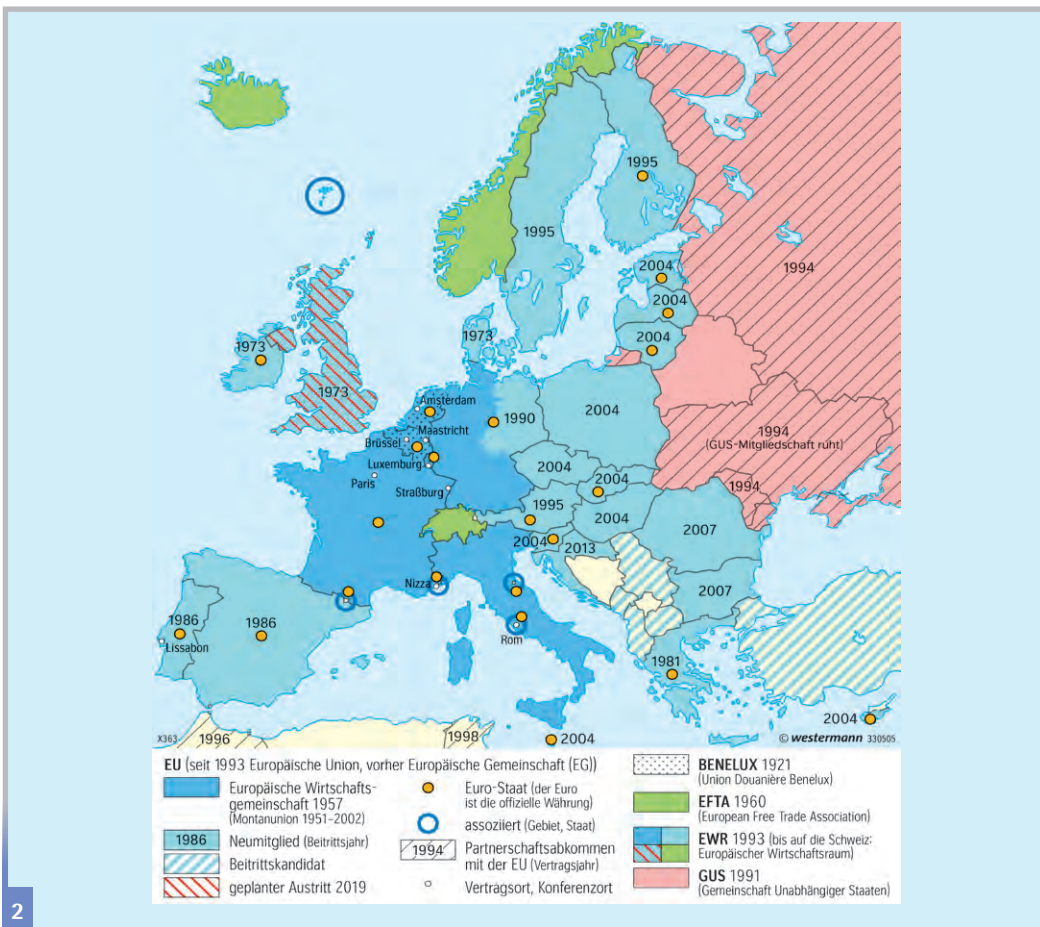 1995
1995
1994
2004
2004
2004
1973
1973
1973
Amsterdam
1990
2004
Maastricht
Brüssel
1994
(GUS-Mitgliedschaft ruht)
Luxemburg
2004
2004
Paris
Straßburg
1994
1995
2004
2007
2004
2013
Nizza
2007
1986
1986
Rom
Lissabon
1981
2004
X363
1996
1998
2004
© westermann 330505
EU (seit 1993 Europäische Union, vorher Europäische Gemeinschaft (EG))
Europäische Wirtschafts-
gemeinschaft 1957
(Montanunion 1951–2002)
1986 Neumitglied (Beitrittsjahr)
Beitrittskandidat
geplanter Austritt 2019
Euro-Staat (der Euro
ist die offizielle Währung)
assoziiert (Gebiet, Staat)
1994 Partnerschaftsabkommen
mit der EU (Vertragsjahr)
Vertragsort, Konferenzort
BENELUX 1921
(Union Douanière Benelux)
EFTA 1960
(European Free Trade Association)
EWR 1993 (bis auf die Schweiz:
Europäischer Wirtschaftsraum)
GUS 1991
(Gemeinschaft Unabhängiger Staaten)
2